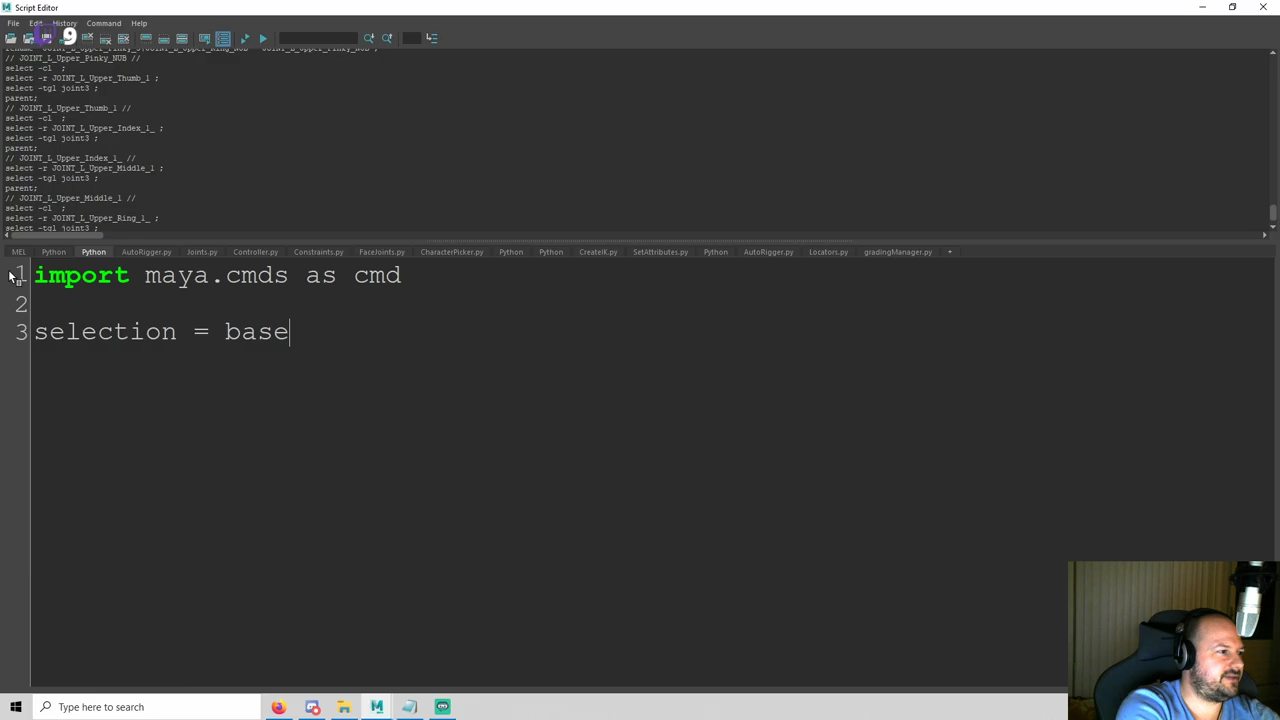 Script Editor
File Edit History Command Help
9
// JOINT_L_Upper_Pinky_NUB //
select -cl  ;
select -r JOINT_L_Upper_Thumb_1 ;
select -tgl joint3 ;
parent;
// JOINT_L_Upper_Thumb_1 //
select -cl  ;
select -r JOINT_L_Upper_Index_1_ ;
select -tgl joint3 ;
parent;
// JOINT_L_Upper_Index_1_ //
select -r JOINT_L_Upper_Middle_1 ;
select -tgl joint3 ;
parent;
// JOINT_L_Upper_Middle_1 //
select -cl  ;
select -r JOINT_L_Upper_Ring_1_ ;
select -tgl joint3 ;
MEL Python Python AutoRigger.py Joints.py Controller.py Constraints.py FaceJoints.py CharacterPicker.py Python Python CreateIK.py SetAttributes.py Python AutoRigger.py Locators.py gradingManager.py +
1 import maya.cmds as cmd
2
3 selection = base
Type here to search